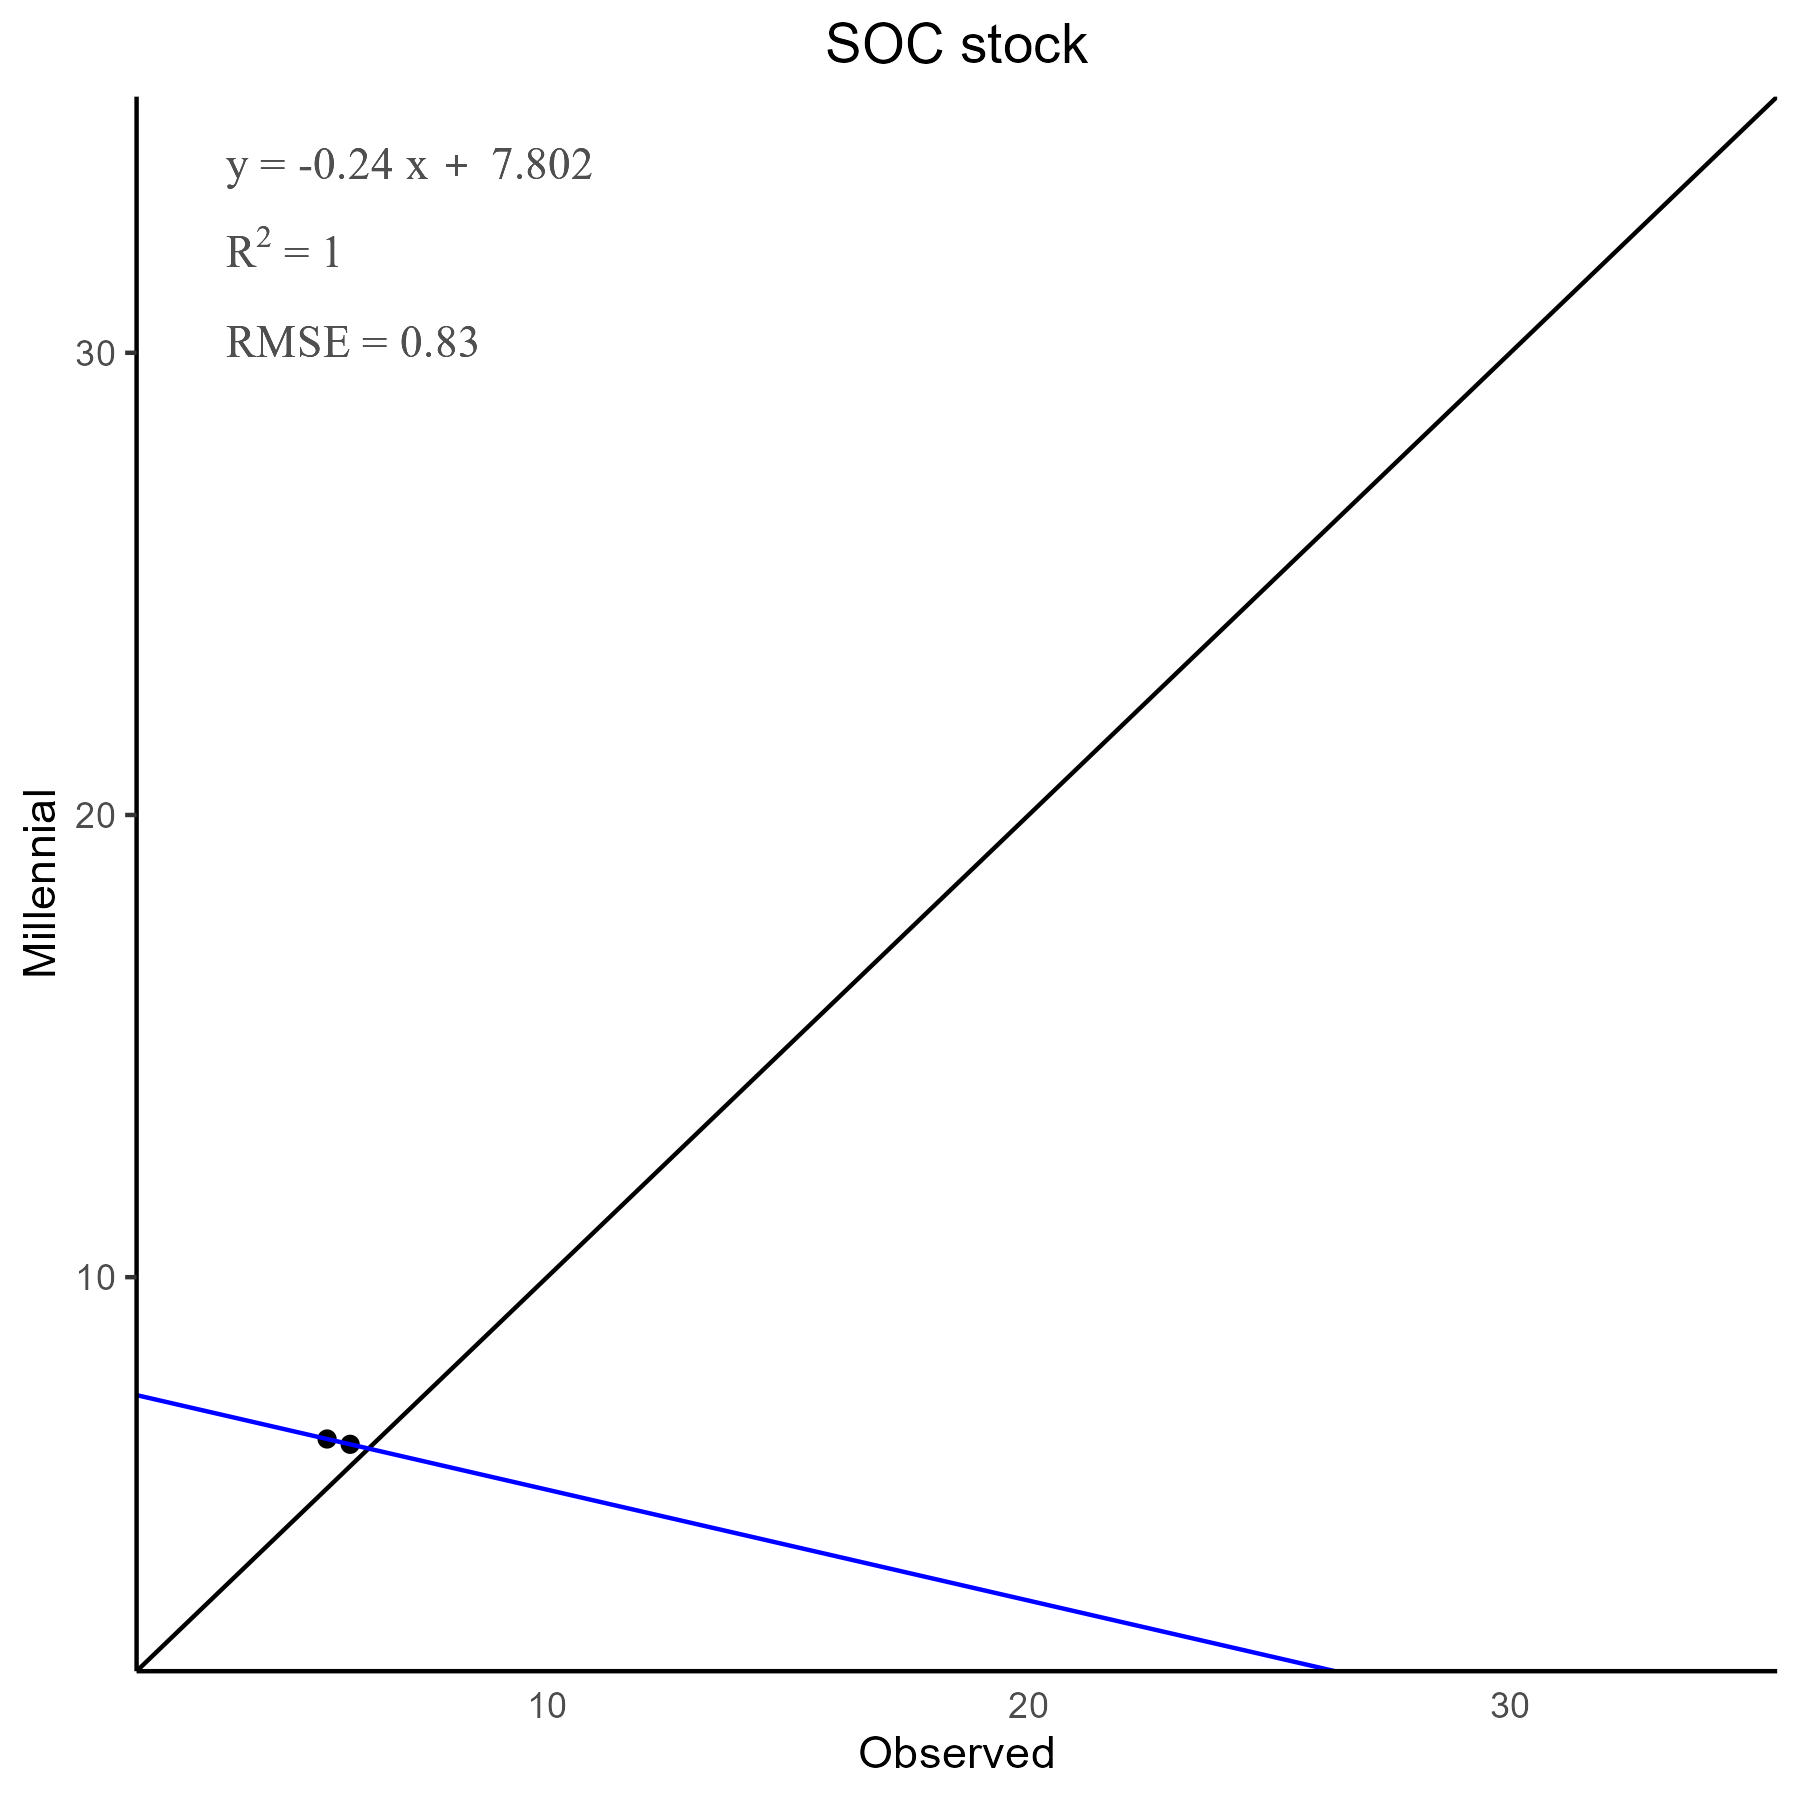 SOC stock
y = -0.24 x + 7.802
R² = 1
RMSE = 0.83
30
20
10
Millennial
10 20 30
Observed